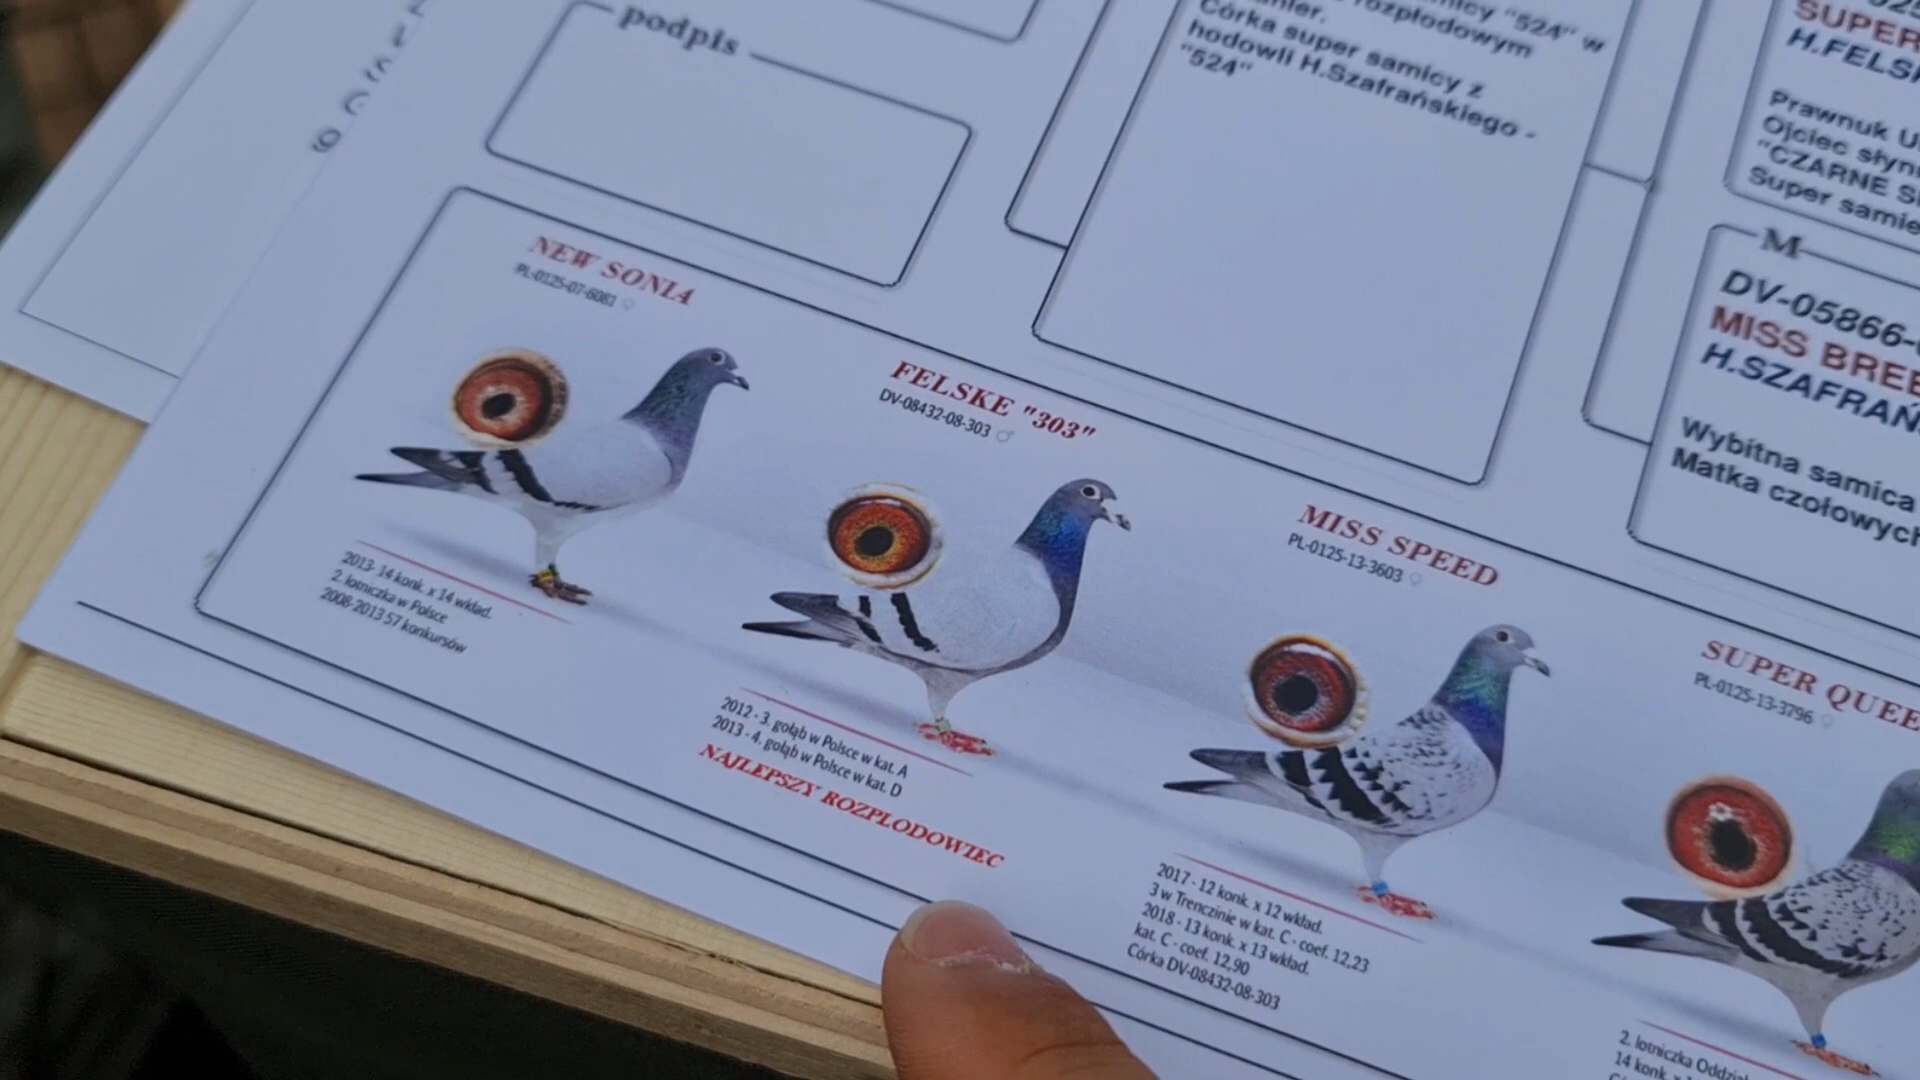 podpis
"524" w
rozpłodowym
Córka super samicy z
hodowli H.Szafrańskiego -
"524"
SUPER
H.FELSK
Prawnuk
Ojciec
"CZARNE
Super
M
DV-05866-
MISS
H.SZAFRAŃ
Wybitna samica
Matka czołowych
NEW SONIA
PL-0125-07-6081 ♀
2013- 14 konk. x 14 wkład.
2. lotniczka w Polsce
2008-2013 57 konkursów
FELSKE "303"
DV-08432-08-303 ♂
2012 - 3. gołąb w Polsce w kat. A
2013 - 4. gołąb w Polsce w kat. D
NAJLEPSZY ROZPŁODOWIEC
MISS SPEED
PL-0125-13-3603 ♀
2017 - 12 konk. x 12 wkład.
3 w Trenczinie w kat. C - coef. 12,23
2018 - 13 konk. x 13 wkład.
kat. C - coef. 12,90
Córka DV-08432-08-303
SUPER QUEE
PL-0125-13-3796 ♀
2. lotniczka
14 konk. x